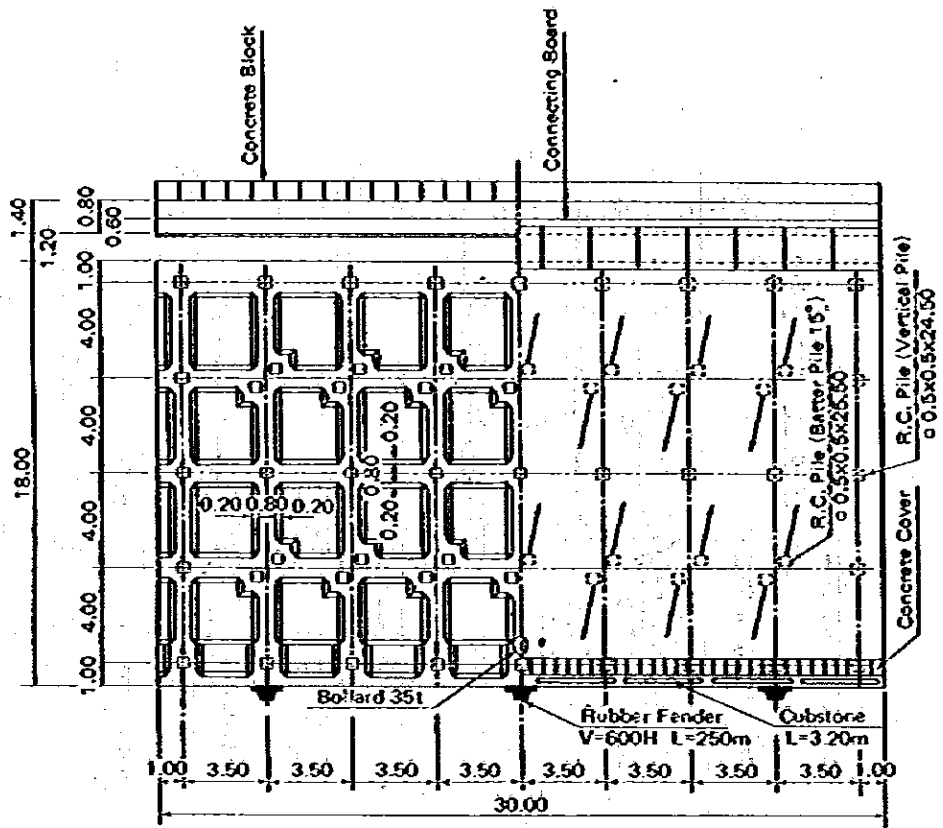 Concrete Block
Connecting Board
1.40
1.20
0.80
0.60
1.00
4.00
4.00
4.00
4.00
1.00
18.00
0.20 0.80 0.20
0.20
0.80
0.20
R.C. Pile (Vertical Pile)
□ 0.5x0.5x24.50
R.C. Pile (Batter Pile 15°)
□ 0.5x0.5x25.50
Concrete Cover
Bollard 35t
Rubber Fender
V=600H L=250m
Cubstone
L=3.20m
1.00 3.50 3.50 3.50 3.50 3.50 3.50 3.50 3.50 1.00
30.00